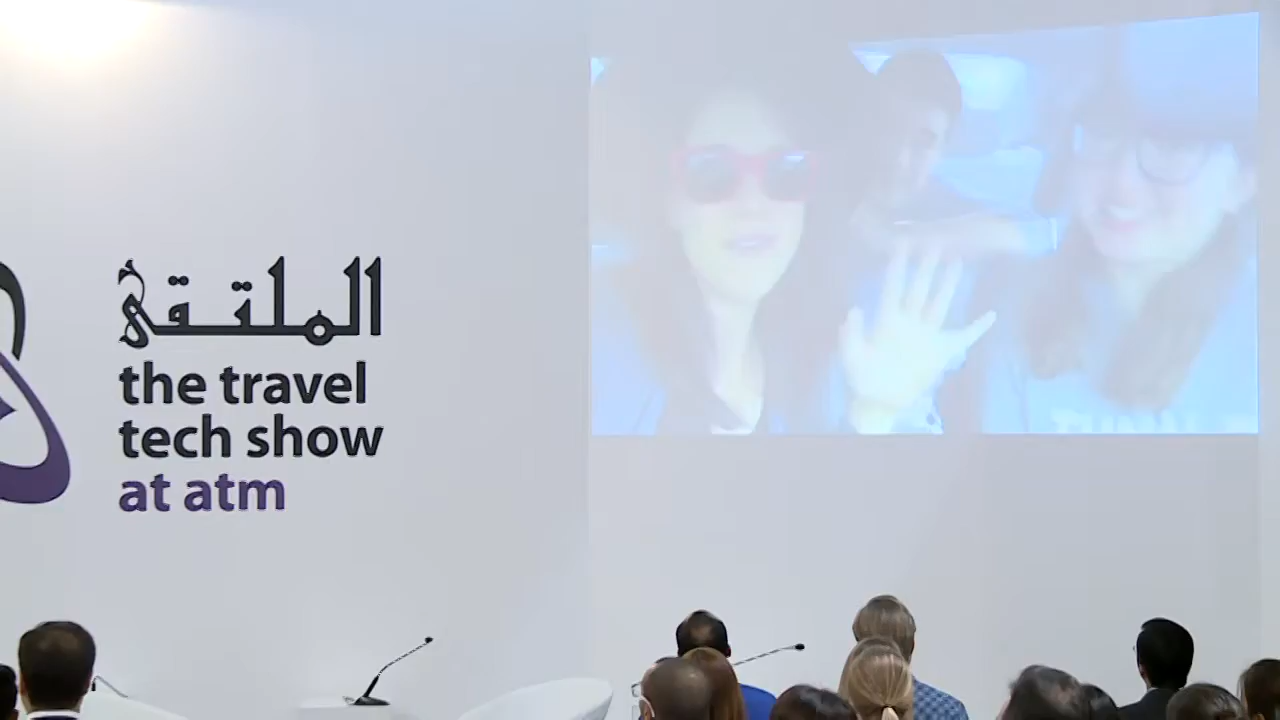 الملتقى
the travel
tech show
at atm